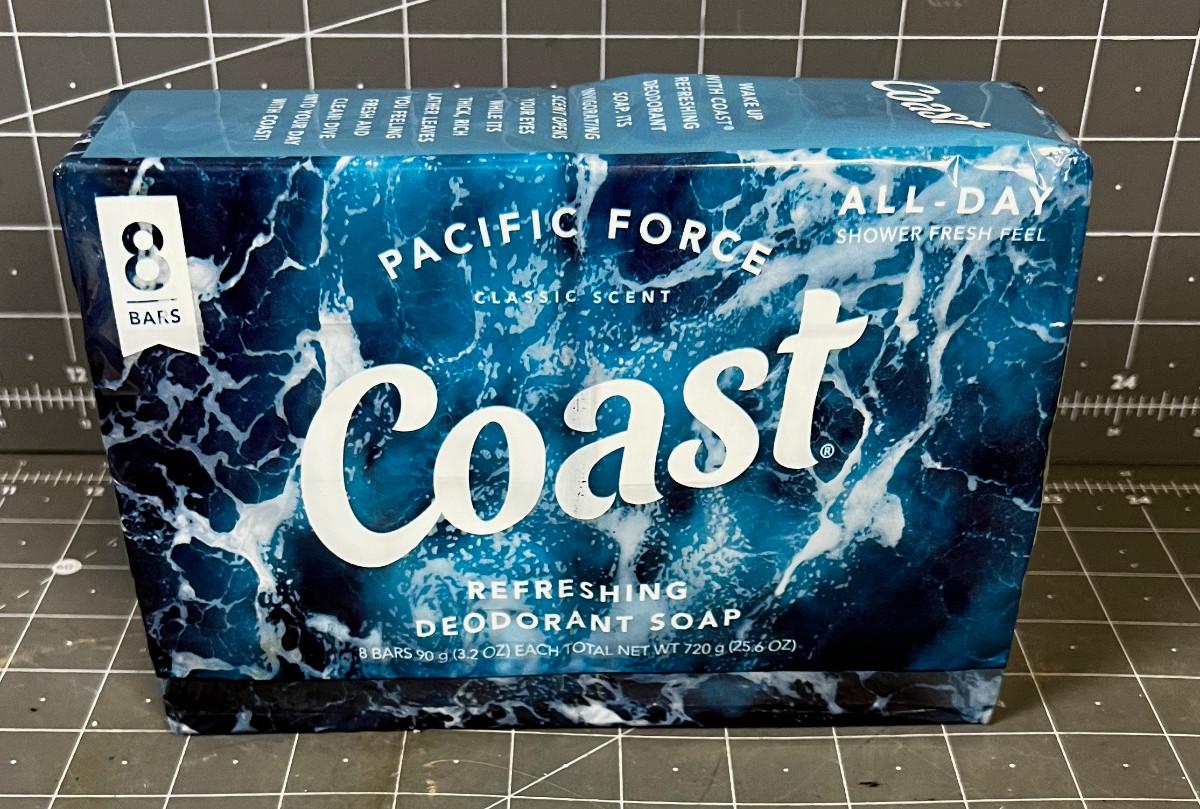 WAKE UP
WITH COAST®
REFRESHING
DEODORANT
SOAP. ITS
INVIGORATING
SCENT OPENS
YOUR EYES
WHILE ITS
THICK, RICH
LATHER LEAVES
YOU FEELING
FRESH AND
CLEAN. DIVE
INTO YOUR DAY
WITH COAST!
Coast
8
BARS
PACIFIC FORCE
CLASSIC SCENT
ALL-DAY
SHOWER FRESH FEEL
Coast®
REFRESHING
DEODORANT SOAP
8 BARS 90 g (3.2 OZ) EACH TOTAL NET WT 720 g (25.6 OZ)
12
24